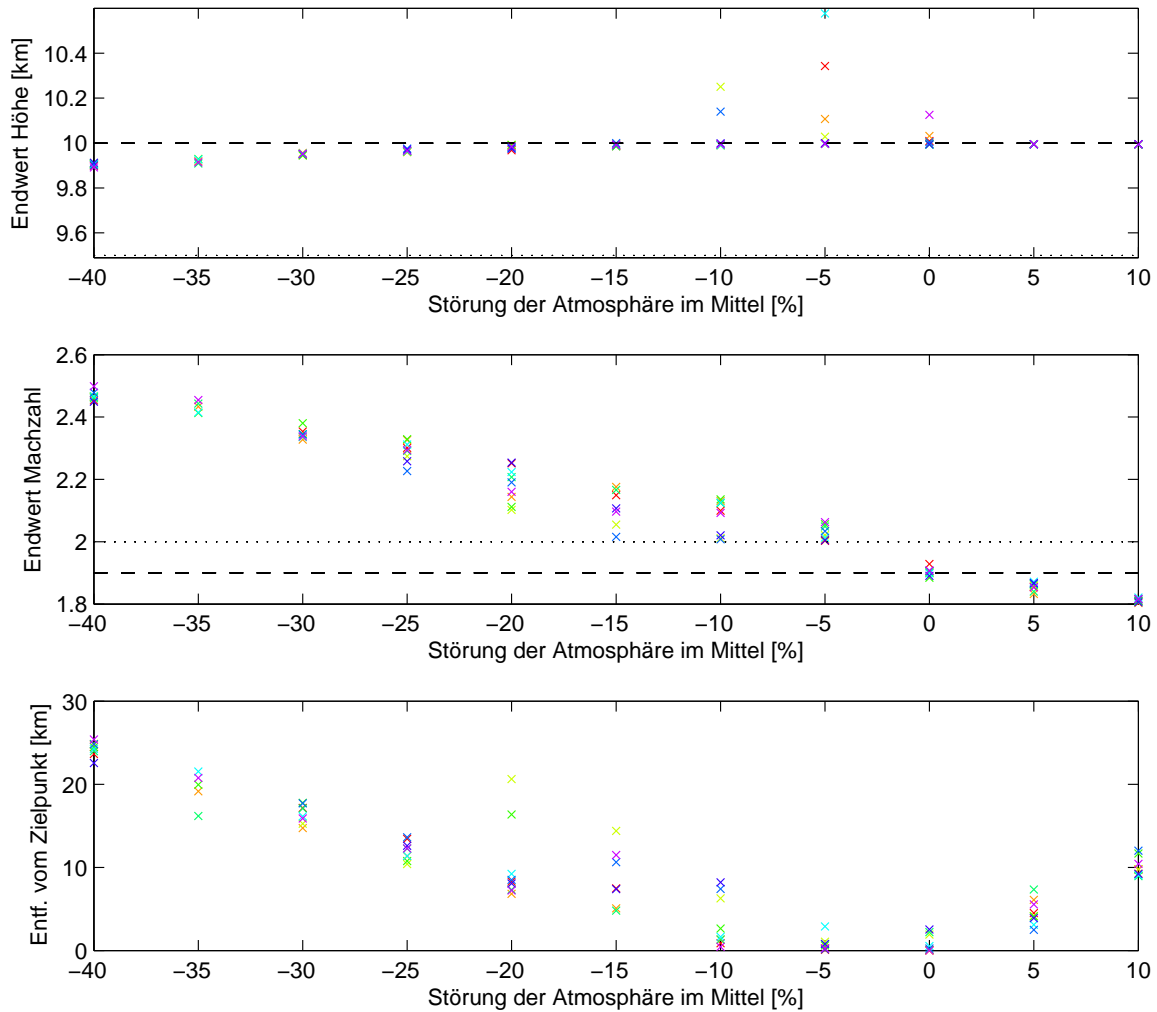 Endwert Höhe [km]
10.4
10.2
10
9.8
9.6
−40 −35 −30 −25 −20 −15 −10 −5 0 5 10
Störung der Atmosphäre im Mittel [%]
Endwert Machzahl
2.6
2.4
2.2
2
1.8
−40 −35 −30 −25 −20 −15 −10 −5 0 5 10
Störung der Atmosphäre im Mittel [%]
Entf. vom Zielpunkt [km]
30
20
10
0
−40 −35 −30 −25 −20 −15 −10 −5 0 5 10
Störung der Atmosphäre im Mittel [%]